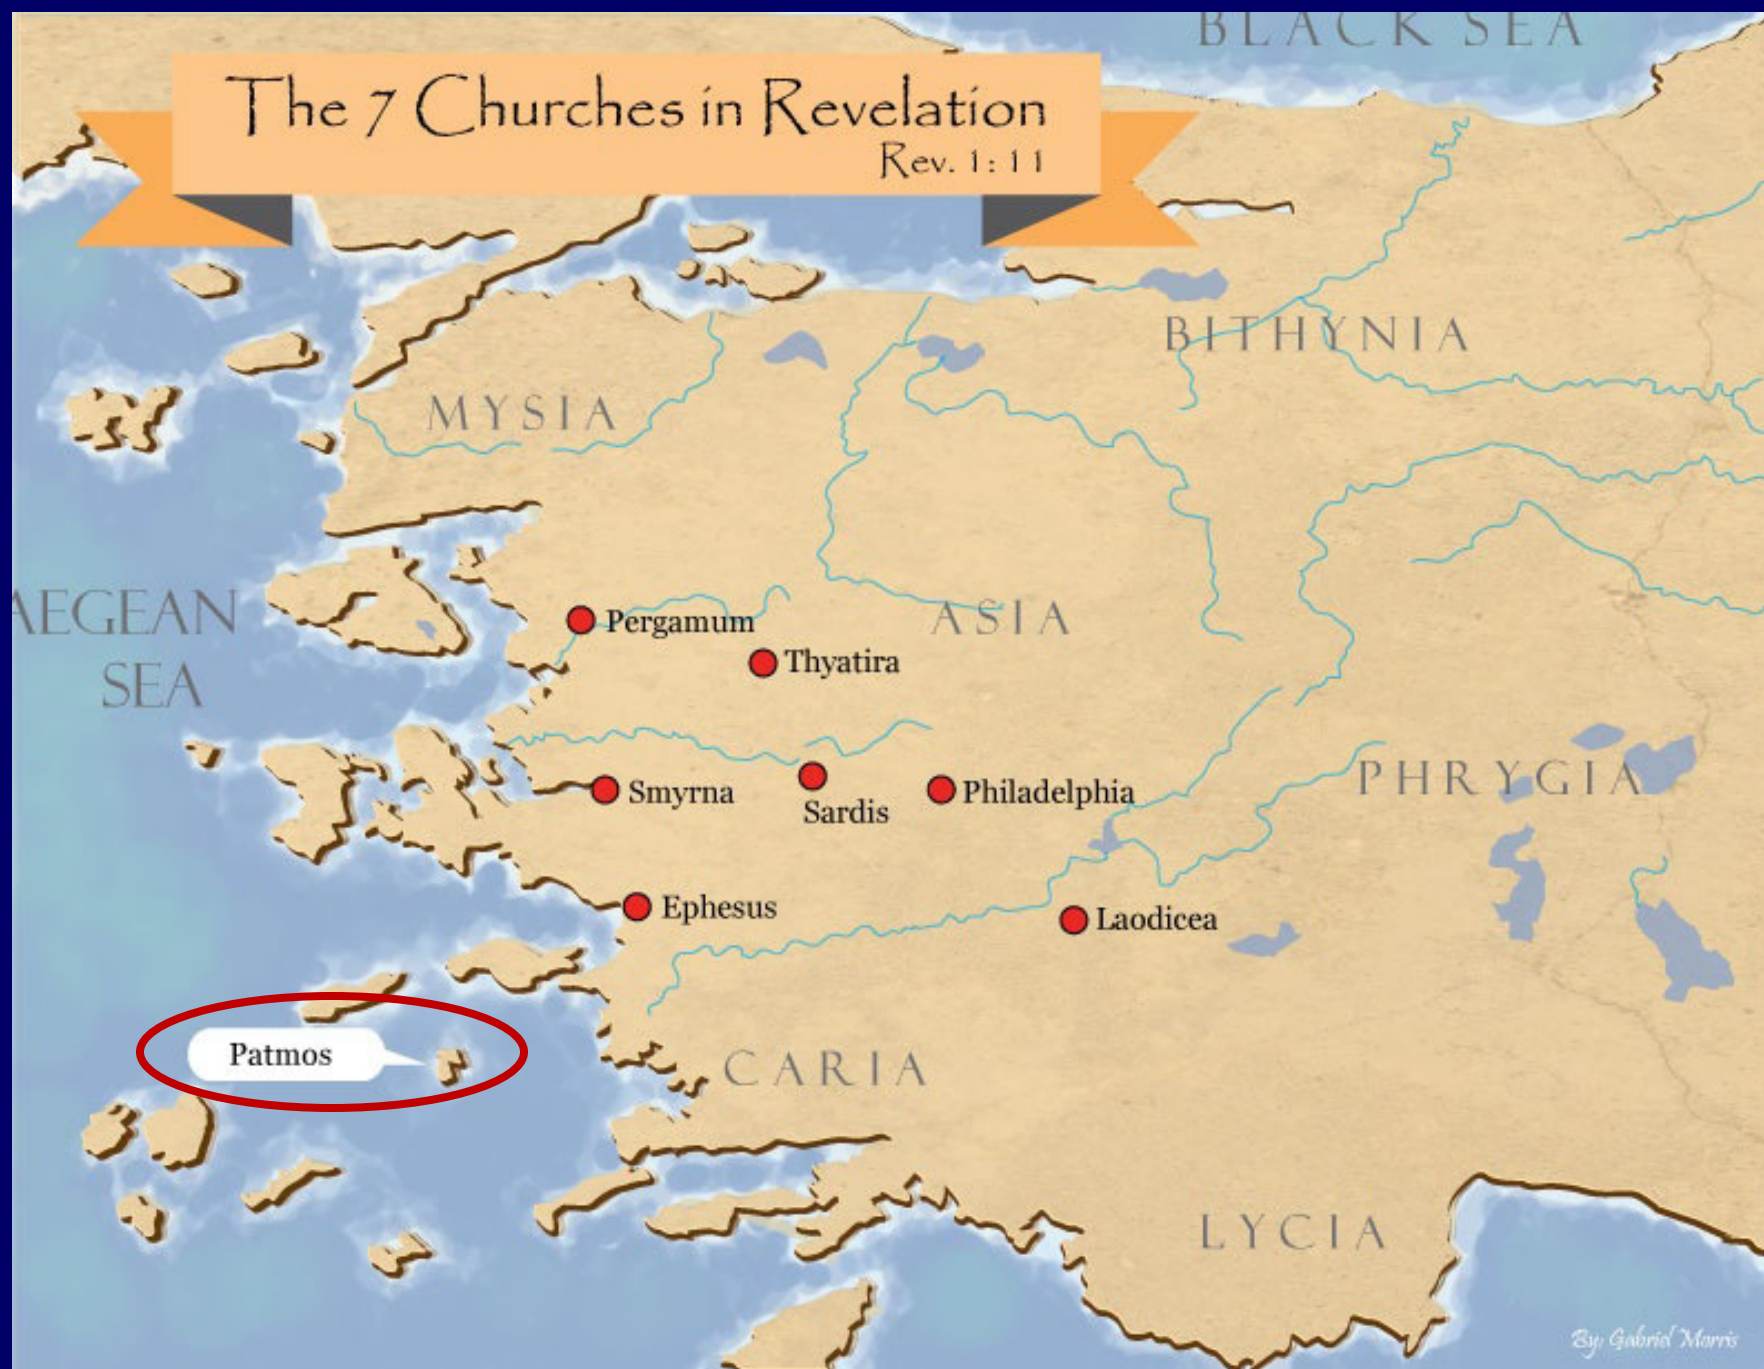 BLACK SEA
The 7 Churches in Revelation
Rev. 1:11
BITHYNIA
MYSIA
AEGEAN
SEA
ASIA
Pergamum
Thyatira
PHRYGIA
Smyrna
Sardis
Philadelphia
Ephesus
Laodicea
Patmos
CARIA
LYCIA
By: Gabriel Morris